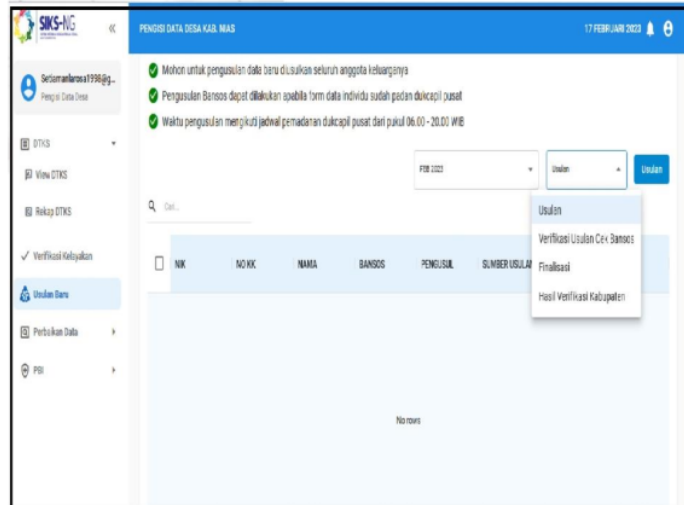 SIKS-NG
PENGISI DATA DESA KAB. NIAS
17 FEBRUARI 2023
Setiamanlarosa1998@g...
Pengisi Data Desa
DTKS
View DTKS
Rekap DTKS
Verifikasi Kelayakan
Usulan Baru
Perbaikan Data
PBI
Mohon untuk pengusulan data baru diusulkan seluruh anggota keluarganya
Pengusulan Bansos dapat dilakukan apabila form data individu sudah padan dukcapil pusat
Waktu pengusulan mengikuti jadwal pemadanan dukcapil pusat dari pukul 06.00 - 20.00 WIB
FEB 2023
Usulan
Usulan
Cari...
Usulan
Verifikasi Usulan Cek Bansos
Finalisasi
Hasil Verifikasi Kabupaten
NIK NO KK NAMA BANSOS PENGUSUL SUMBER USULAN
No rows